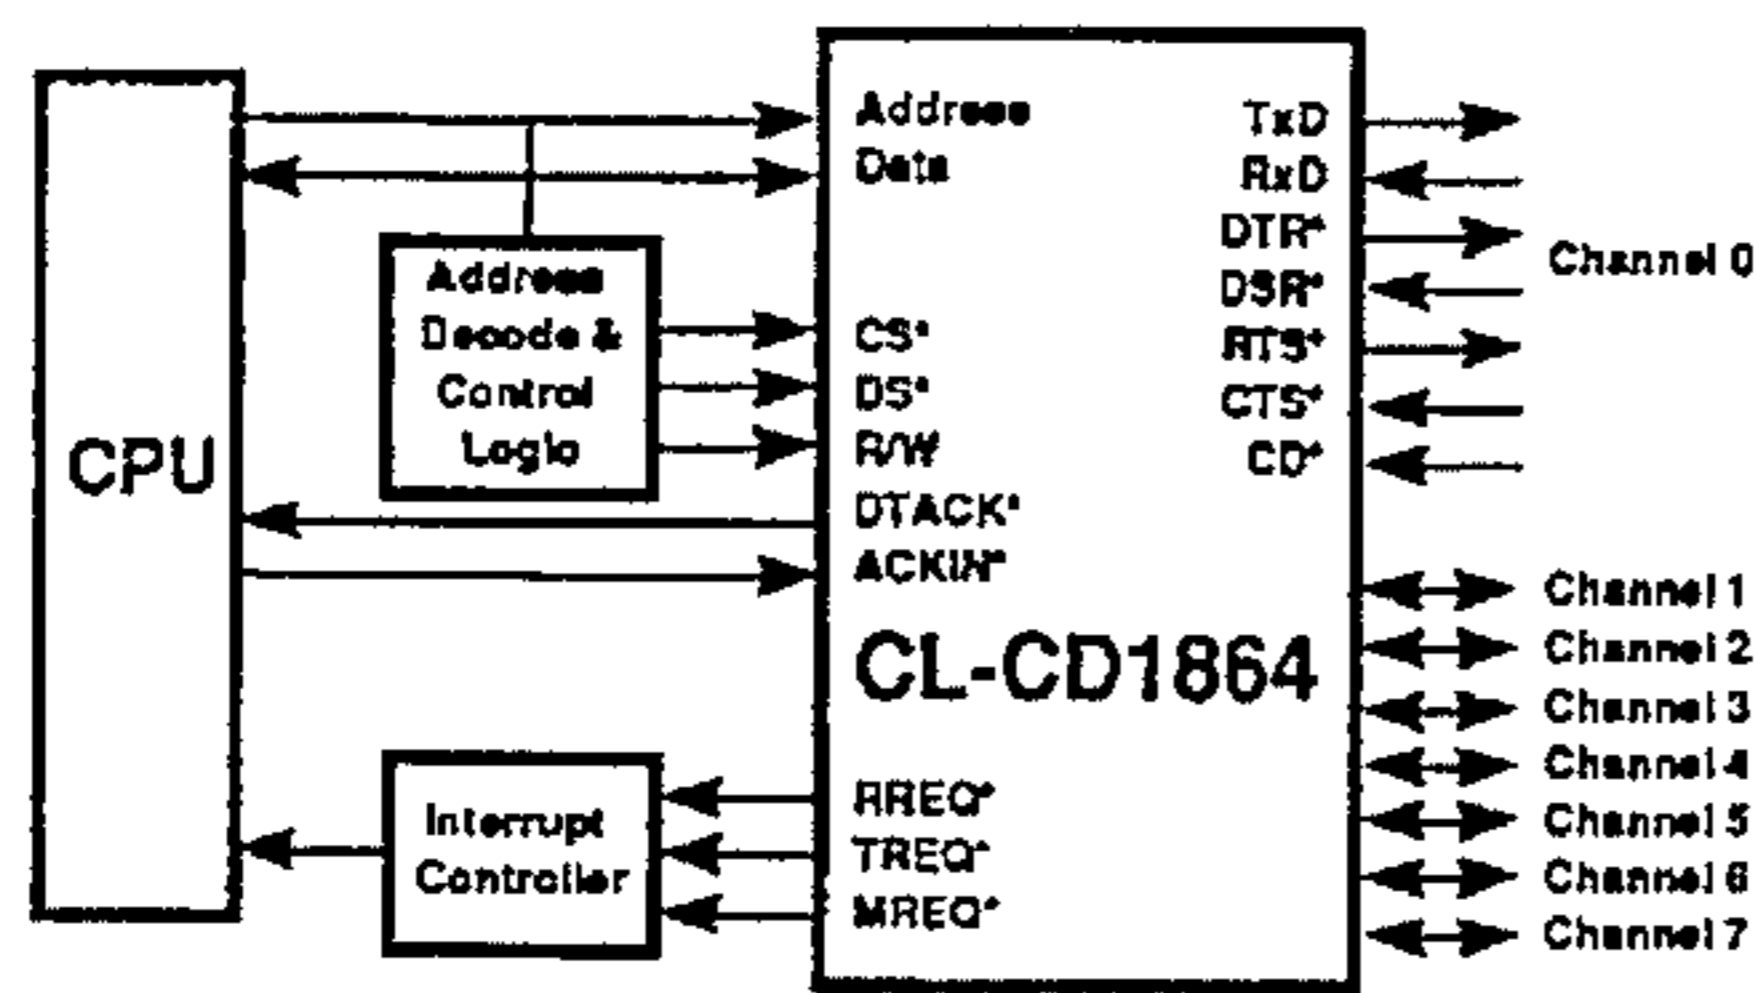 CPU
Address
Decode &
Control
Logic
Interrupt
Controller
Address
Data
CS*
DS*
R/W
DTACK*
ACKIN*
CL-CD1864
RREQ*
TREQ*
MREQ*
TxD
RxD
DTR*
DSR*
RTS*
CTS*
CD*
Channel 0
Channel 1
Channel 2
Channel 3
Channel 4
Channel 5
Channel 6
Channel 7